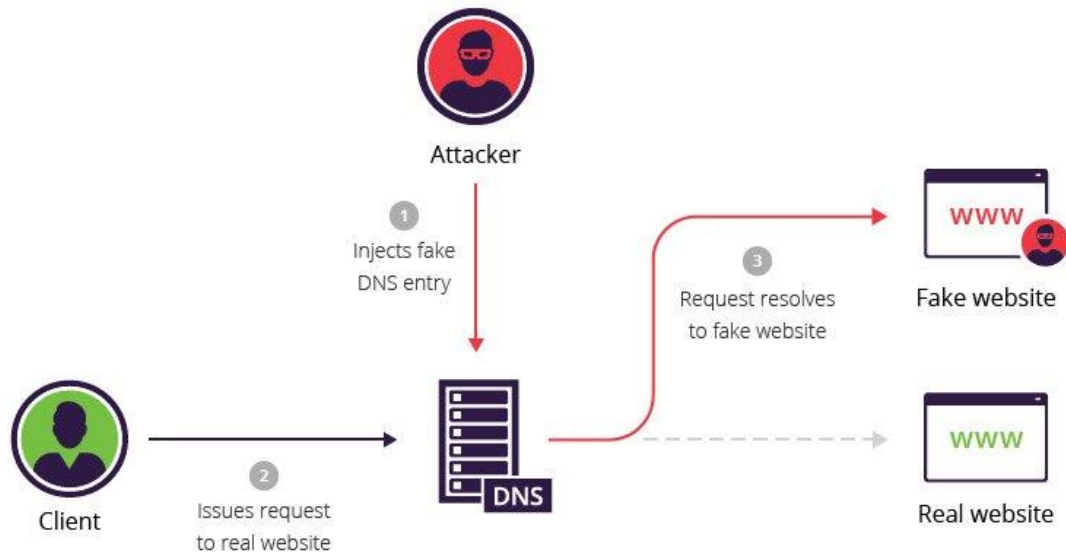 Attacker
1
Injects fake
DNS entry
www
3
Request resolves
to fake website
Fake website
DNS
www
Client
2
Issues request
to real website
Real website